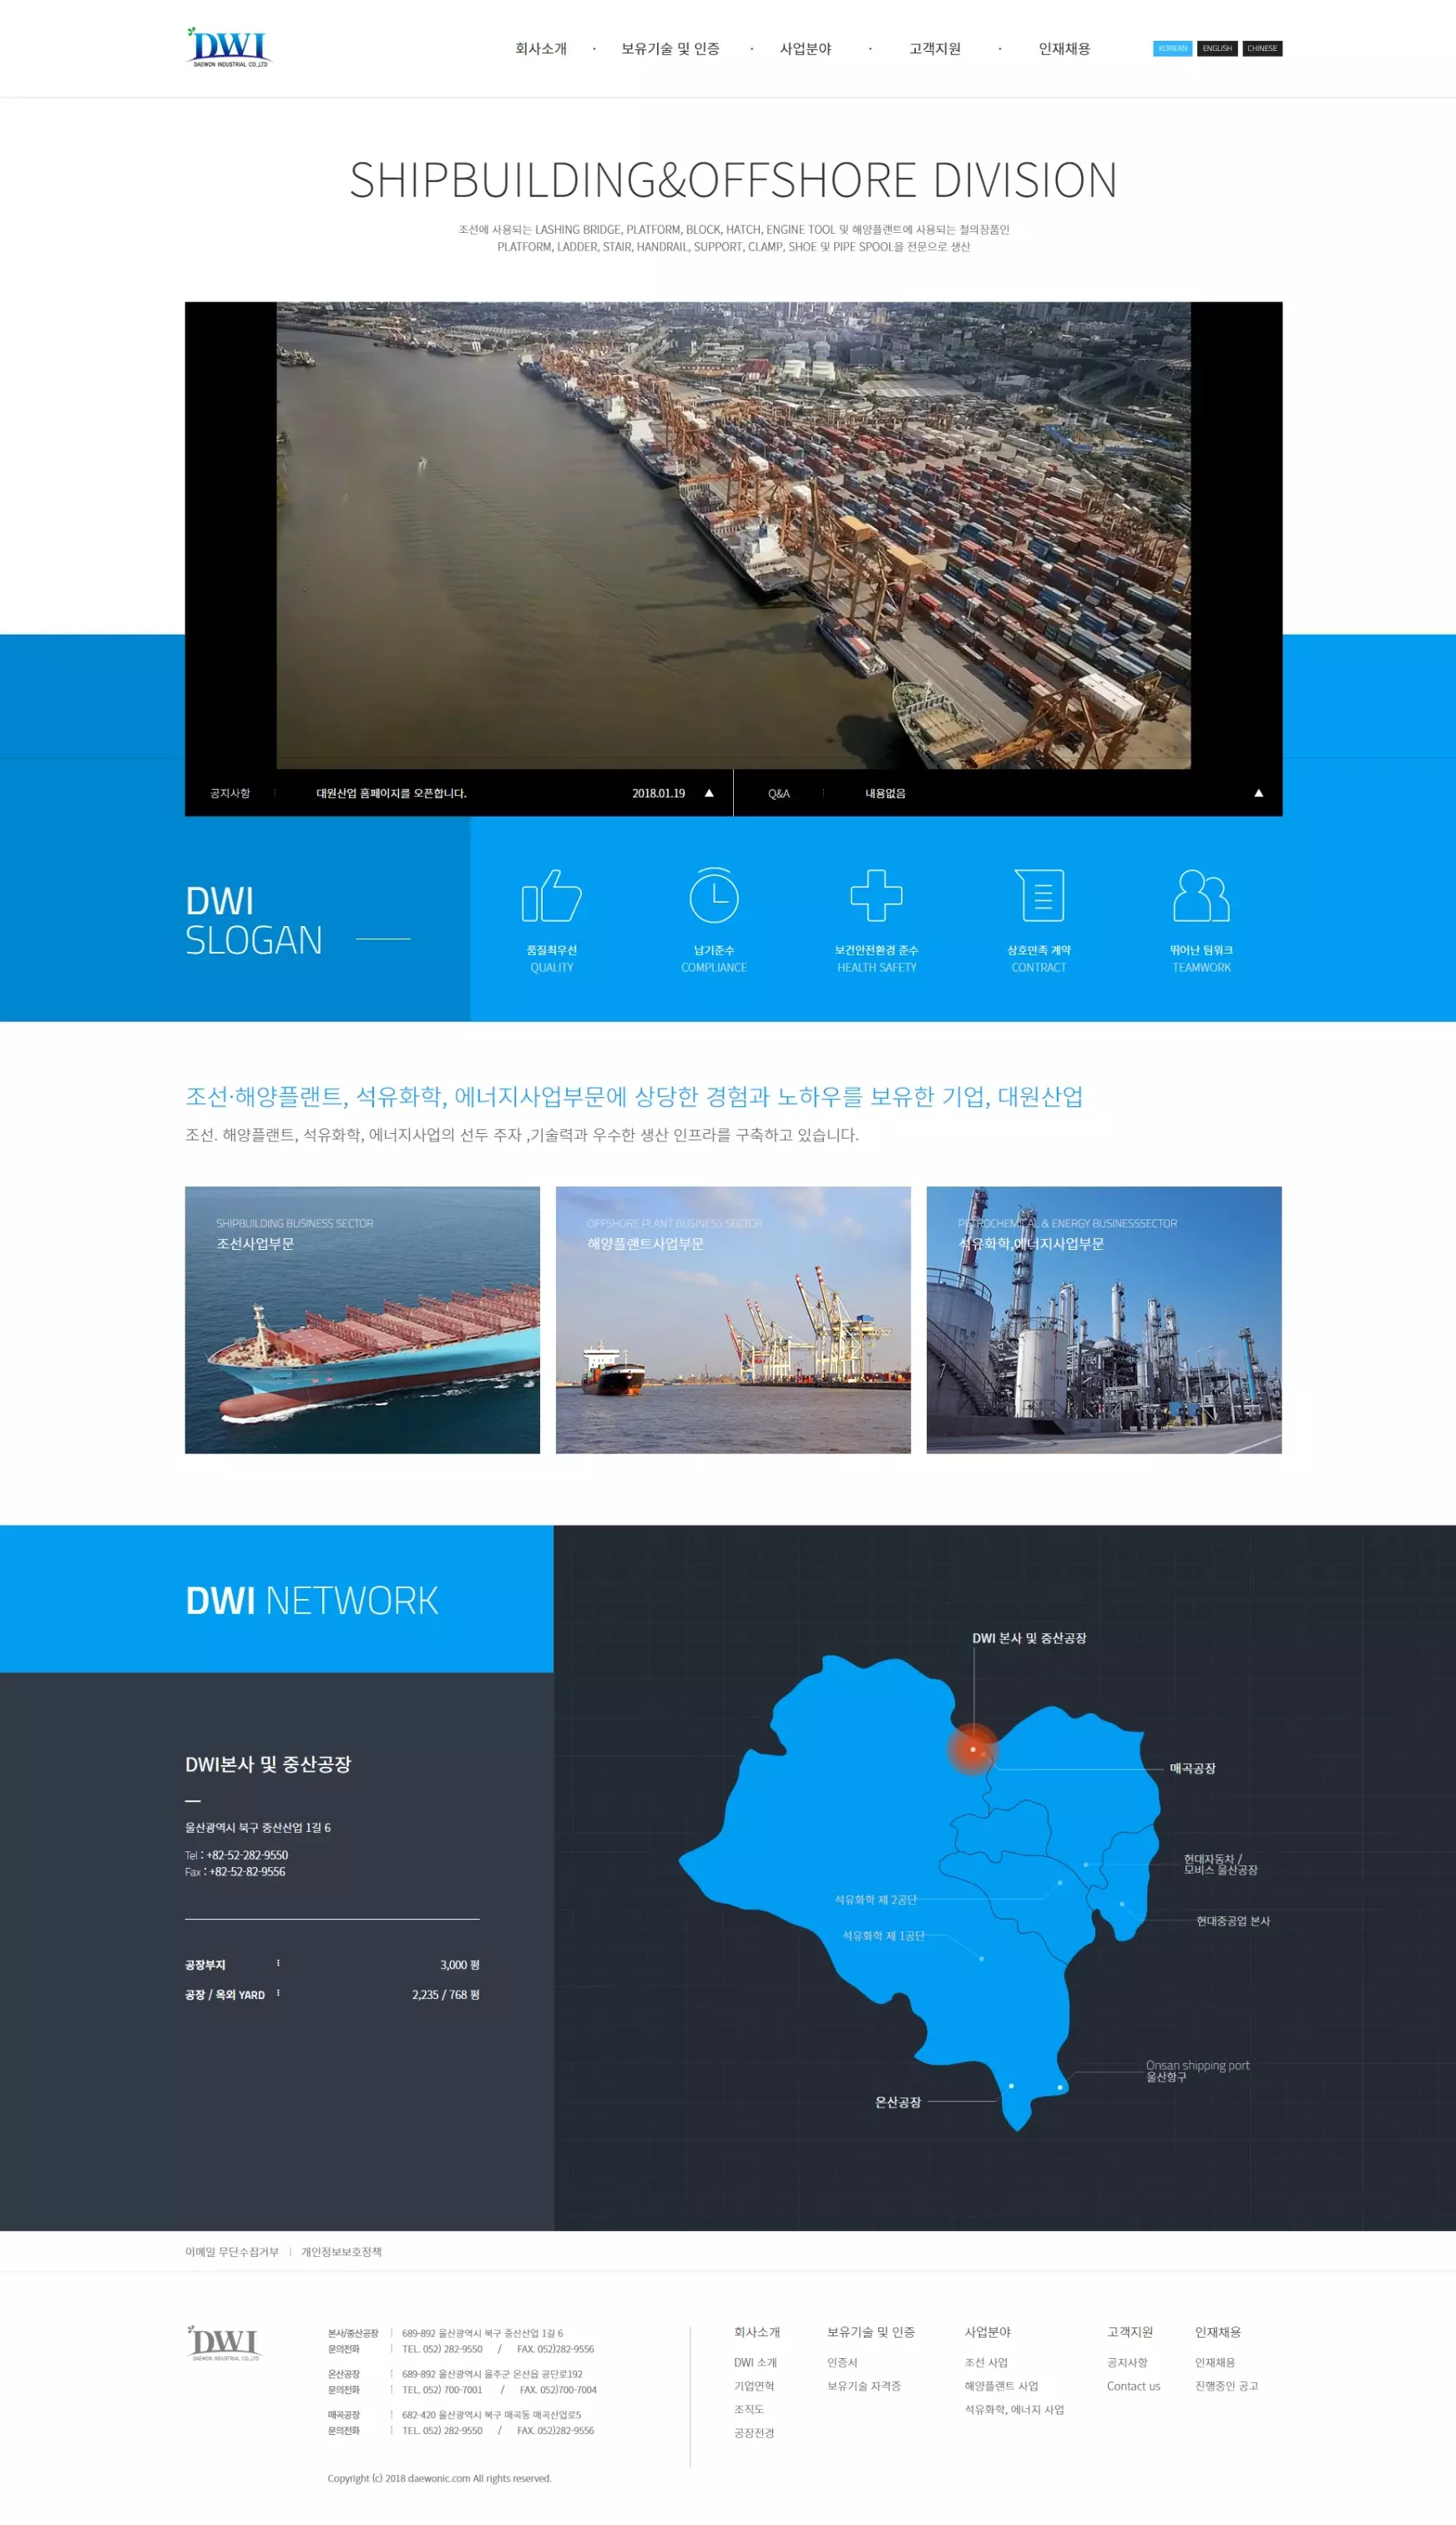 DWI
DAEWON INDUSTRIAL CO.,LTD
회사소개 · 보유기술 및 인증 · 사업분야 · 고객지원 · 인재채용
KOREAN ENGLISH CHINESE
SHIPBUILDING&OFFSHORE DIVISION
조선에 사용되는 LASHING BRIDGE, PLATFORM, BLOCK, HATCH, ENGINE TOOL 및 해양플랜트에 사용되는 철의장품인
PLATFORM, LADDER, STAIR, HANDRAIL, SUPPORT, CLAMP, SHOE 및 PIPE SPOOL을 전문으로 생산
공지사항 대원산업 홈페이지를 오픈합니다. 2018.01.19 ▲ Q&A 내용없음 ▲
DWI
SLOGAN
품질최우선
QUALITY
납기준수
COMPLIANCE
보건안전환경 준수
HEALTH SAFETY
상호만족 계약
CONTRACT
뛰어난 팀워크
TEAMWORK
조선·해양플랜트, 석유화학, 에너지사업부문에 상당한 경험과 노하우를 보유한 기업, 대원산업
조선. 해양플랜트, 석유화학, 에너지사업의 선두 주자 ,기술력과 우수한 생산 인프라를 구축하고 있습니다.
SHIPBUILDING BUSINESS SECTOR
조선사업부문
OFFSHORE PLANT BUSINESS SECTOR
해양플랜트사업부문
PETROCHEMICAL & ENERGY BUSINESSSECTOR
석유화학,에너지사업부문
DWI NETWORK
DWI본사 및 중산공장
울산광역시 북구 중산산업 1길 6
Tel : +82-52-282-9550
Fax : +82-52-82-9556
공장부지 3,000 평
공장 / 옥외 YARD 2,235 / 768 평
DWI 본사 및 중산공장
매곡공장
현대자동차 /
모비스 울산공장
석유화학 제 2공단
현대중공업 본사
석유화학 제 1공단
Onsan shipping port
울산항구
온산공장
이메일 무단수집거부 | 개인정보보호정책
DWI
DAEWON INDUSTRIAL CO.,LTD
본사/중산공장 689-892 울산광역시 북구 중산산업 1길 6
문의전화 TEL. 052) 282-9550 / FAX. 052)282-9556
온산공장 689-892 울산광역시 울주군 온산읍 공단로192
문의전화 TEL. 052) 700-7001 / FAX. 052)700-7004
매곡공장 682-420 울산광역시 북구 매곡동 매곡산업로5
문의전화 TEL. 052) 282-9550 / FAX. 052)282-9556
Copyright (c) 2018 daewonic.com All rights reserved.
회사소개
DWI 소개
기업연혁
조직도
공장전경
보유기술 및 인증
인증서
보유기술 자격증
사업분야
조선 사업
해양플랜트 사업
석유화학, 에너지 사업
고객지원
공지사항
Contact us
인재채용
인재채용
진행중인 공고